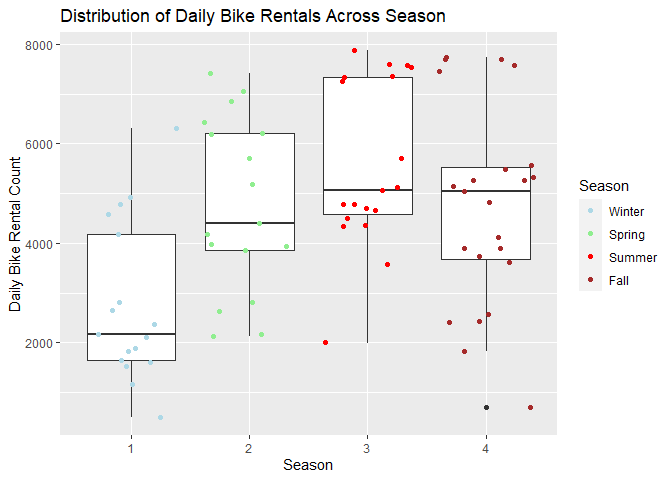 Distribution of Daily Bike Rentals Across Season
8000
6000
4000
2000
Daily Bike Rental Count
1 2 3 4
Season
Season
Winter
Spring
Summer
Fall